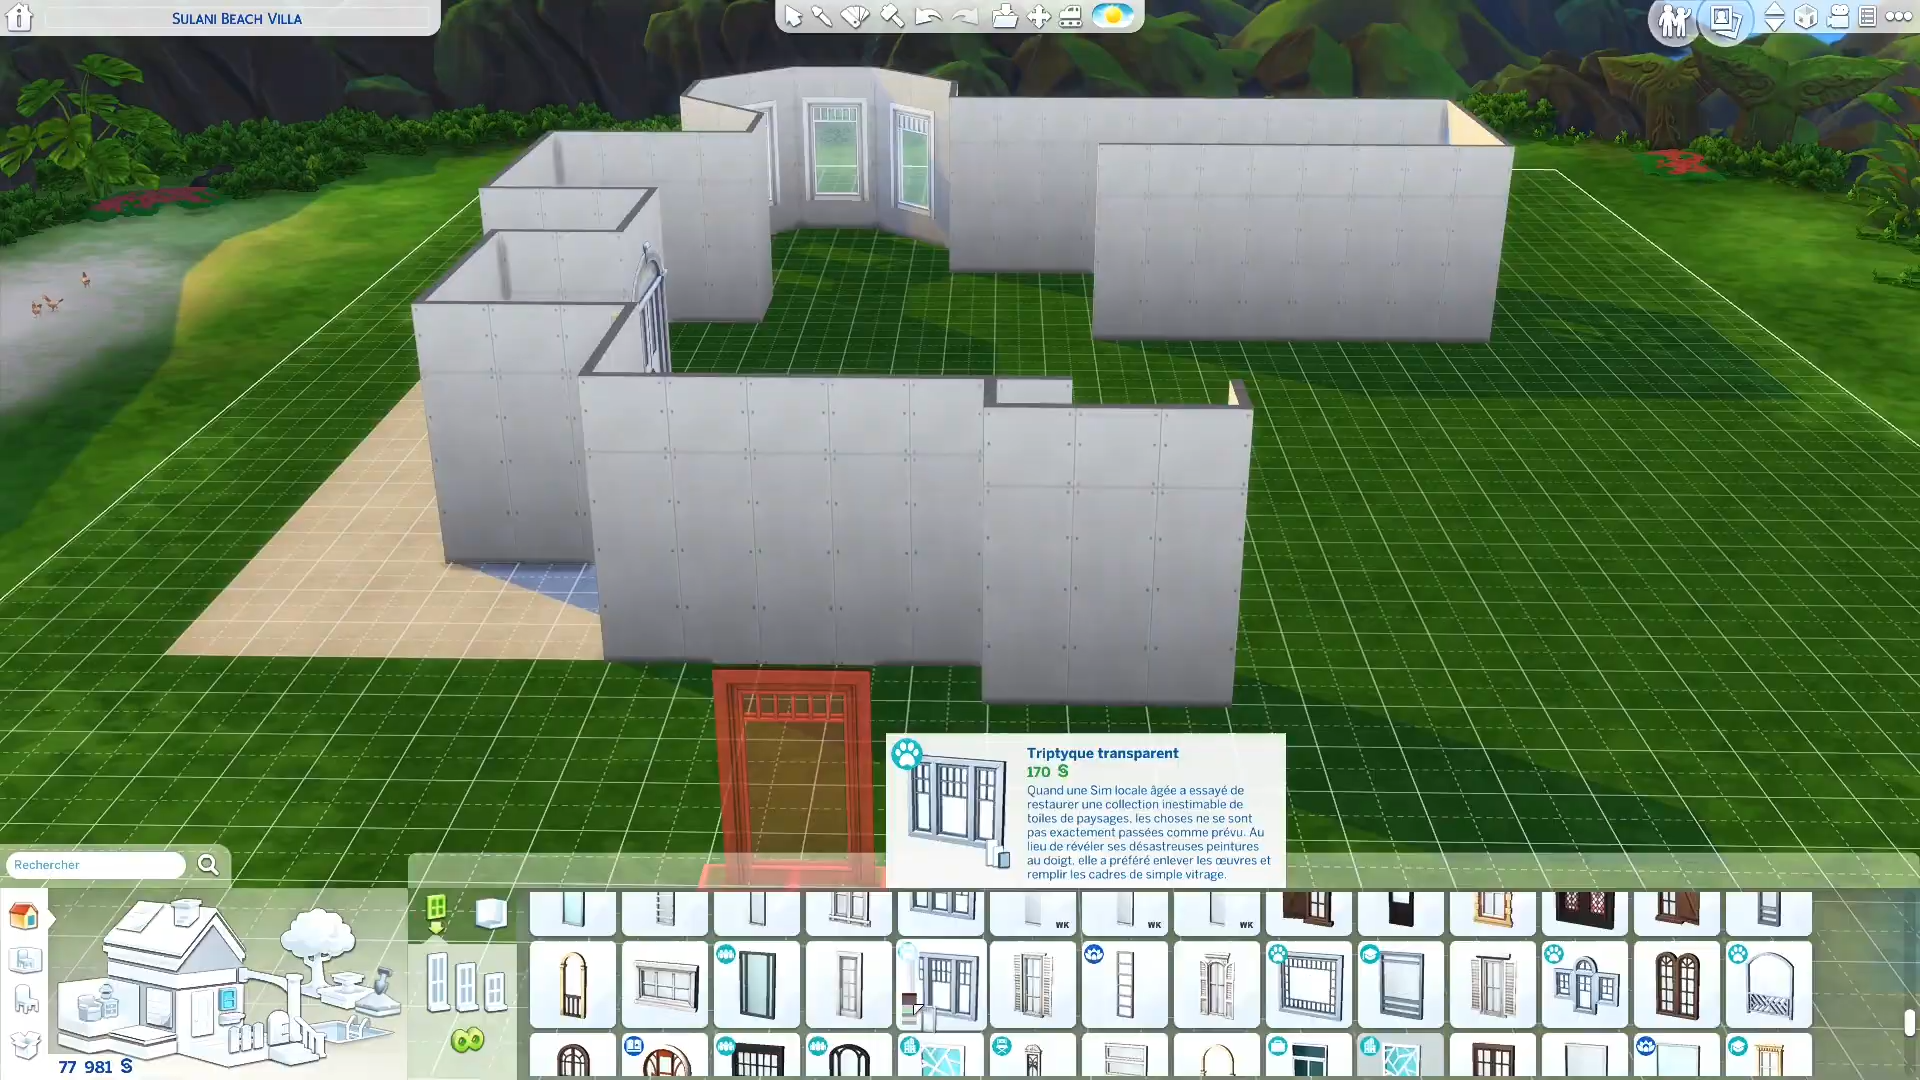 SULANI BEACH VILLA
Triptyque transparent
170 §
Quand une Sim locale âgée a essayé de
restaurer une collection inestimable de
toiles de paysages, les choses ne se sont
pas exactement passées comme prévu. Au
lieu de révéler ses désastreuses peintures
au doigt, elle a préféré enlever les œuvres et
remplir les cadres de simple vitrage.
Rechercher
WK
WK
WK
77 981 §